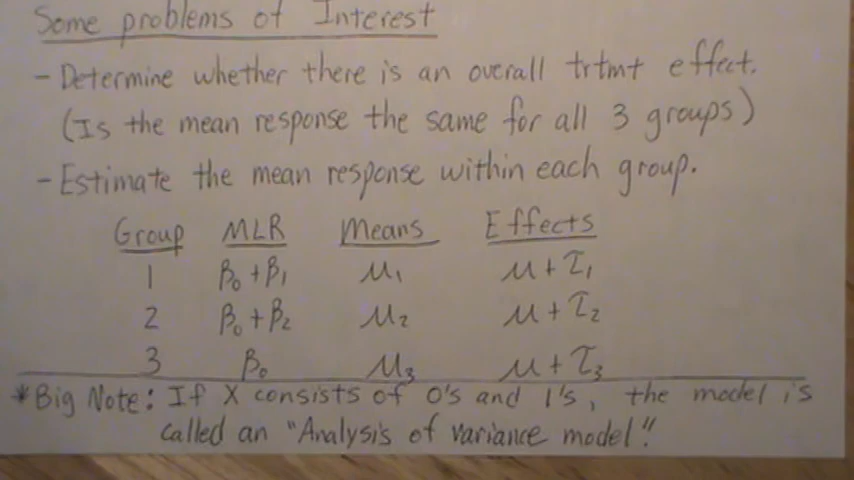 Some problems of Interest
- Determine whether there is an overall trtmt effect.
(Is the mean response the same for all 3 groups)
- Estimate the mean response within each group.
Group MLR Means Effects
1 β₀+β₁ μ₁ μ+τ₁
2 β₀+β₂ μ₂ μ+τ₂
3 β₀ μ₃ μ+τ₃
*Big Note: If X consists of 0's and 1's, the model is
called an "Analysis of variance model"!